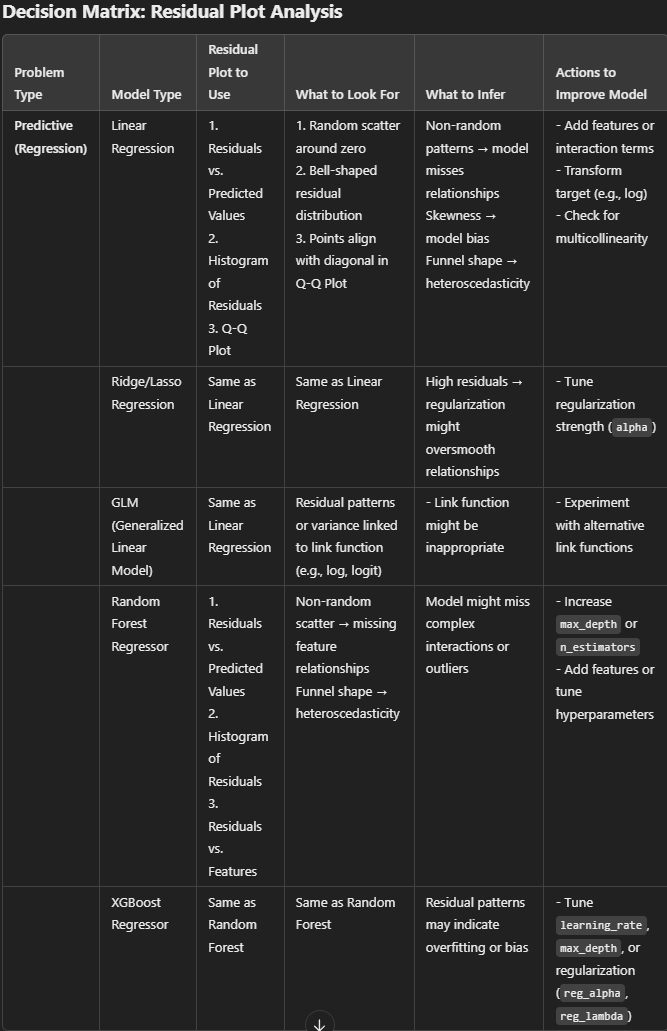 Decision Matrix: Residual Plot Analysis
Problem
Type
Model Type
Residual
Plot to
Use
What to Look For
What to Infer
Actions to
Improve Model
Predictive
(Regression)
Linear
Regression
1.
Residuals
vs.
Predicted
Values
2.
Histogram
of
Residuals
3. Q-Q
Plot
1. Random scatter
around zero
2. Bell-shaped
residual
distribution
3. Points align
with diagonal in
Q-Q Plot
Non-random
patterns → model
misses
relationships
Skewness →
model bias
Funnel shape →
heteroscedasticity
- Add features or
interaction terms
- Transform
target (e.g., log)
- Check for
multicollinearity
Ridge/Lasso
Regression
Same as
Linear
Regression
Same as Linear
Regression
High residuals →
regularization
might
oversmooth
relationships
- Tune
regularization
strength (alpha)
GLM
(Generalized
Linear
Model)
Same as
Linear
Regression
Residual patterns
or variance linked
to link function
(e.g., log, logit)
- Link function
might be
inappropriate
- Experiment
with alternative
link functions
Random
Forest
Regressor
1.
Residuals
vs.
Predicted
Values
2.
Histogram
of
Residuals
3.
Residuals
vs.
Features
Non-random
scatter → missing
feature
relationships
Funnel shape →
heteroscedasticity
Model might miss
complex
interactions or
outliers
- Increase
max_depth or
n_estimators
- Add features or
tune
hyperparameters
XGBoost
Regressor
Same as
Random
Forest
Same as Random
Forest
Residual patterns
may indicate
overfitting or bias
- Tune
learning_rate,
max_depth, or
regularization
(reg_alpha,
reg_lambda)